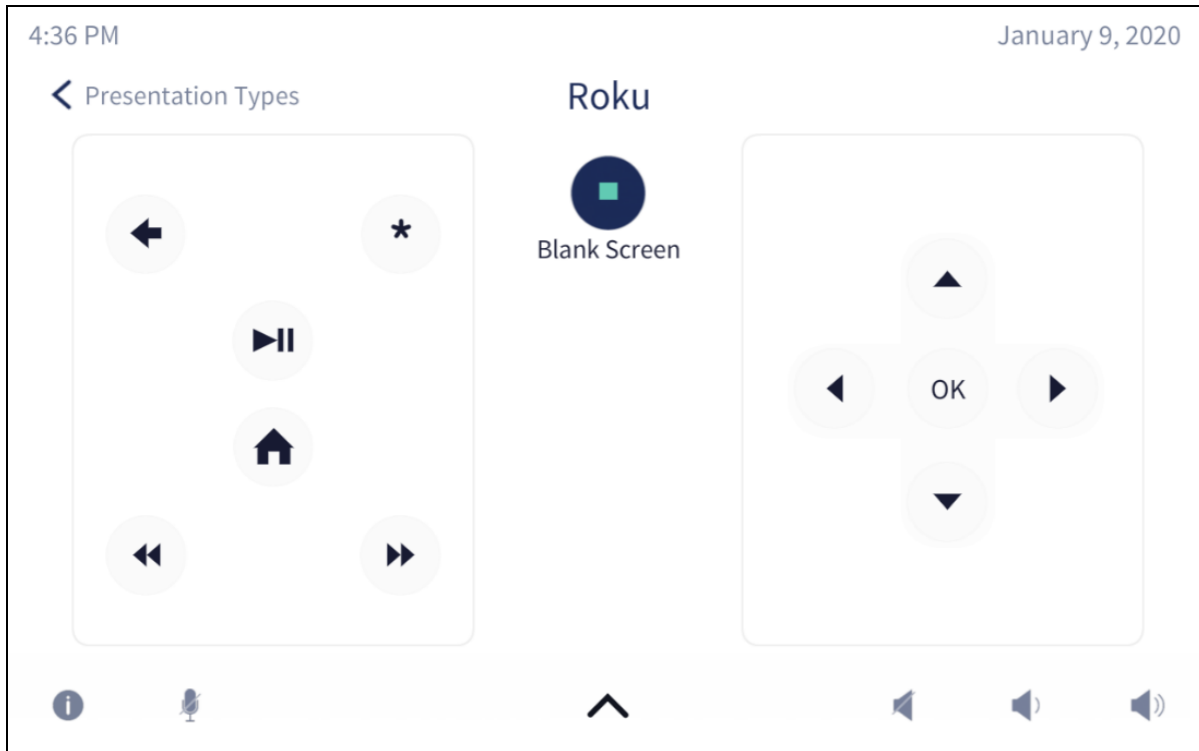 4:36 PM
January 9, 2020
Presentation Types
Roku
*
Blank Screen
OK